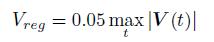 V_{reg} = 0.05 \max_{t} |\boldsymbol{V}(t)|